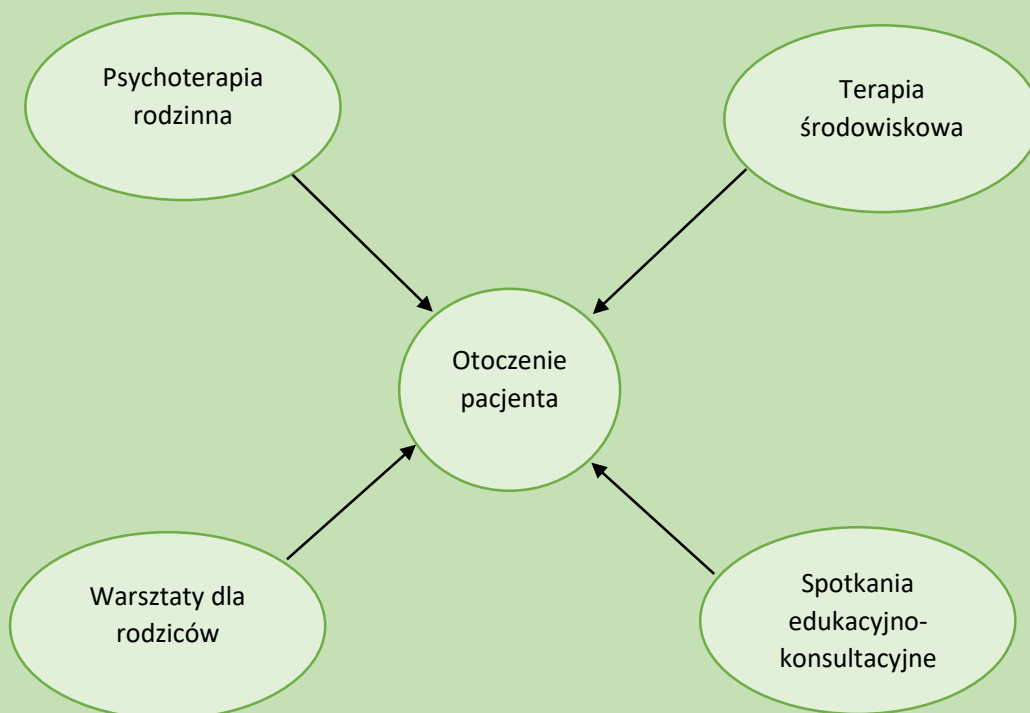 Psychoterapia
rodzinna
Terapia
środowiskowa
Otoczenie
pacjenta
Warsztaty dla
rodziców
Spotkania
edukacyjno-
konsultacyjne